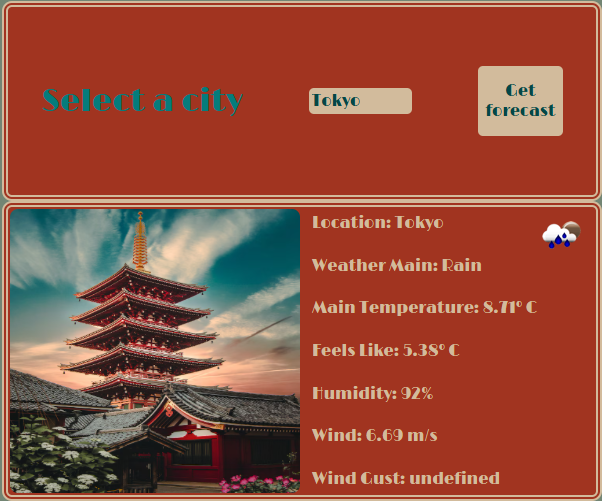 Select a city
Tokyo
Get
forecast
Location: Tokyo
Weather Main: Rain
Main Temperature: 8.71° C
Feels Like: 5.38° C
Humidity: 92%
Wind: 6.69 m/s
Wind Gust: undefined